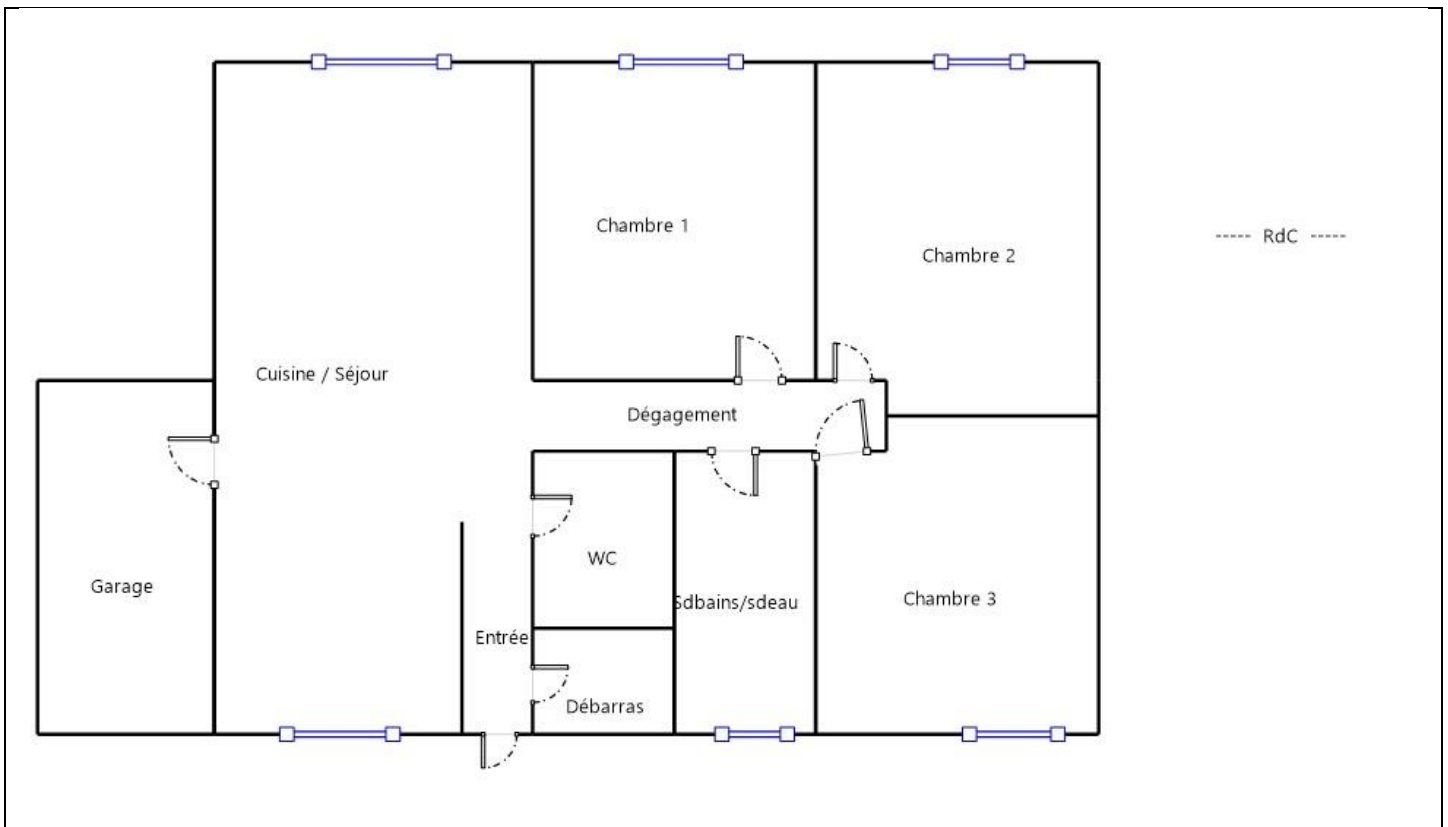 Chambre 1
Chambre 2
----- RdC -----
Cuisine / Séjour
Dégagement
Garage
WC
Sdbains/sdeau
Chambre 3
Entrée
Débarras